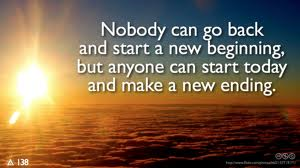 Nobody can go back
and start a new beginning,
but anyone can start today
and make a new ending.
138